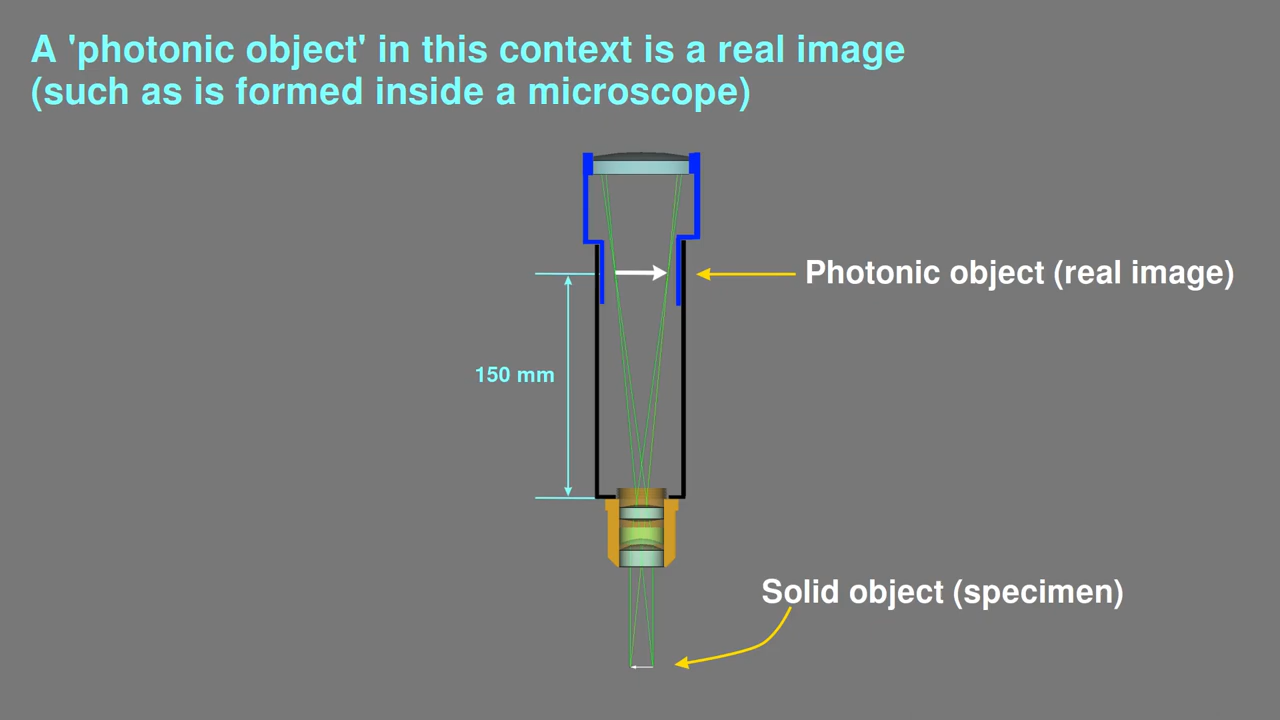 A 'photonic object' in this context is a real image
(such as is formed inside a microscope)
Photonic object (real image)
150 mm
Solid object (specimen)